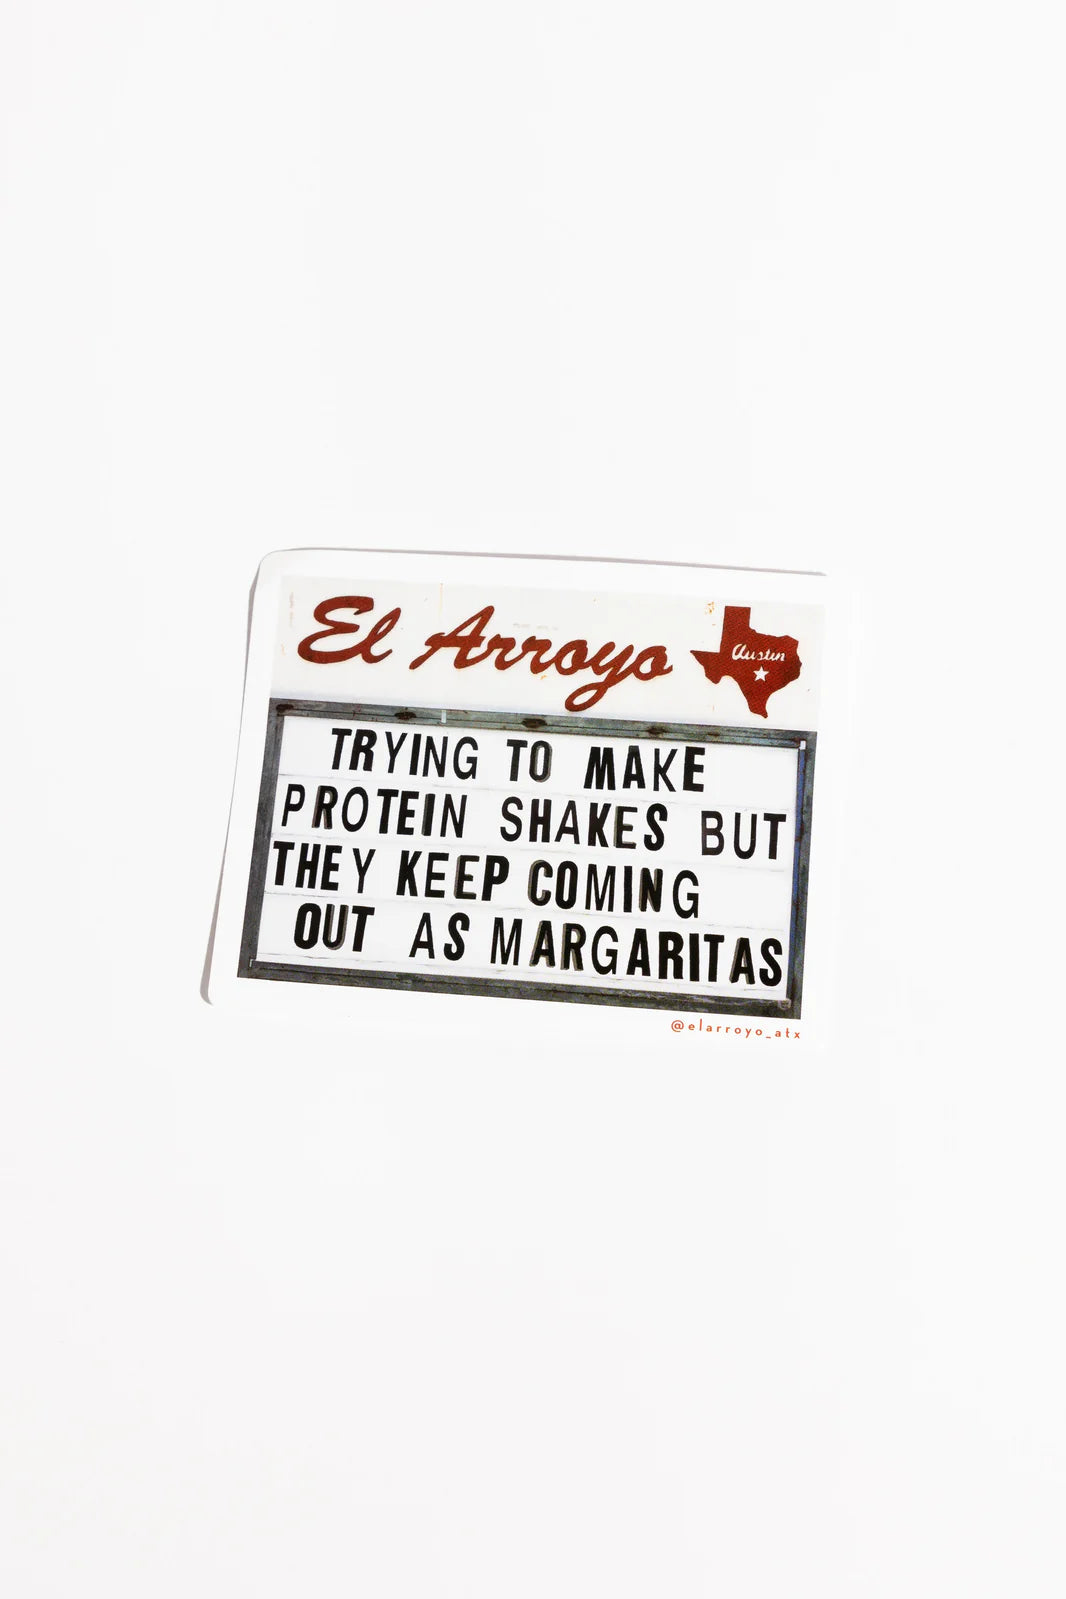 El Arroyo
Austin
TRYING TO MAKE
PROTEIN SHAKES BUT
THEY KEEP COMING
OUT AS MARGARITAS
@elarroyo_atx